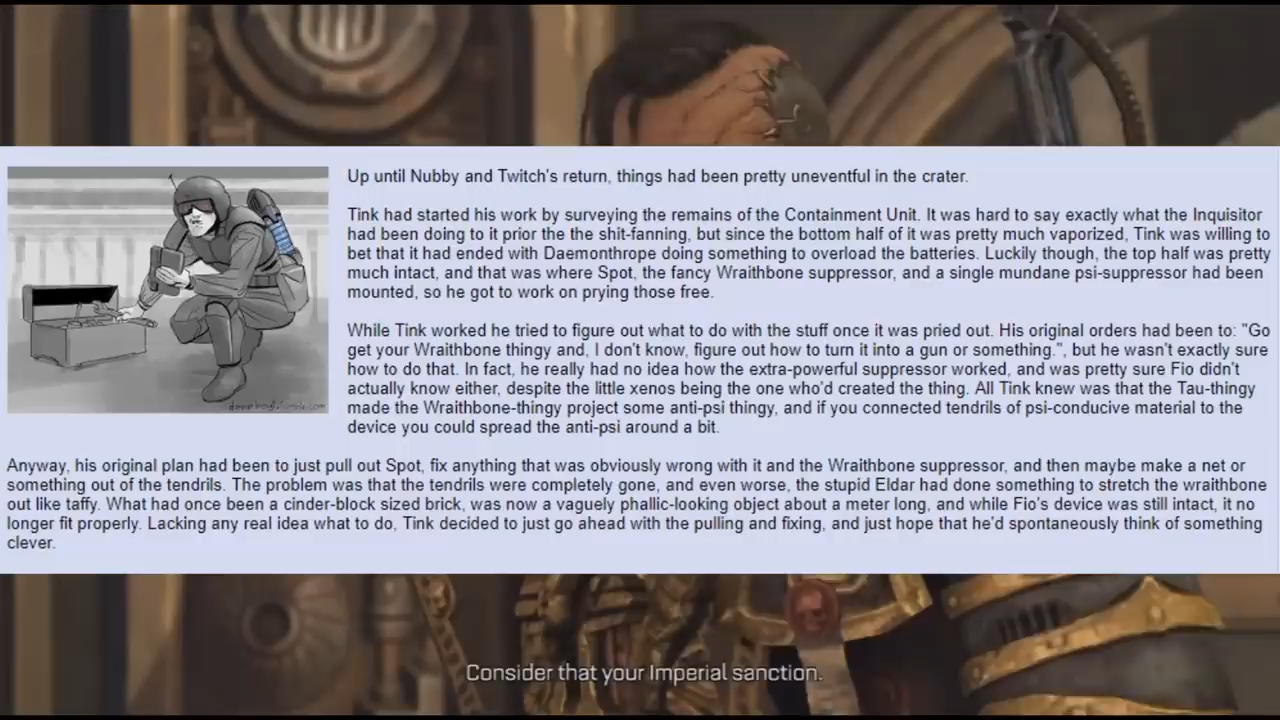 Up until Nubby and Twitch's return, things had been pretty uneventful in the crater.
Tink had started his work by surveying the remains of the Containment Unit. It was hard to say exactly what the Inquisitor
had been doing to it prior the the shit-fanning, but since the bottom half of it was pretty much vaporized, Tink was willing to
bet that it had ended with Daemonthrope doing something to overload the batteries. Luckily though, the top half was pretty
much intact, and that was where Spot, the fancy Wraithbone suppressor, and a single mundane psi-suppressor had been
mounted, so he got to work on prying those free.
While Tink worked he tried to figure out what to do with the stuff once it was pried out. His original orders had been to: "Go
get your Wraithbone thingy and, I don't know, figure out how to turn it into a gun or something.", but he wasn't exactly sure
how to do that. In fact, he really had no idea how the extra-powerful suppressor worked, and was pretty sure Fio didn't
actually know either, despite the little xenos being the one who'd created the thing. All Tink knew was that the Tau-thingy
made the Wraithbone-thingy project some anti-psi thingy, and if you connected tendrils of psi-conducive material to the
device you could spread the anti-psi around a bit.
Anyway, his original plan had been to just pull out Spot, fix anything that was obviously wrong with it and the Wraithbone suppressor, and then maybe make a net or
something out of the tendrils. The problem was that the tendrils were completely gone, and even worse, the stupid Eldar had done something to stretch the wraithbone
out like taffy. What had once been a cinder-block sized brick, was now a vaguely phallic-looking object about a meter long, and while Fio's device was still intact, it no
longer fit properly. Lacking any real idea what to do, Tink decided to just go ahead with the pulling and fixing, and just hope that he'd spontaneously think of something
clever.
Consider that your Imperial sanction.